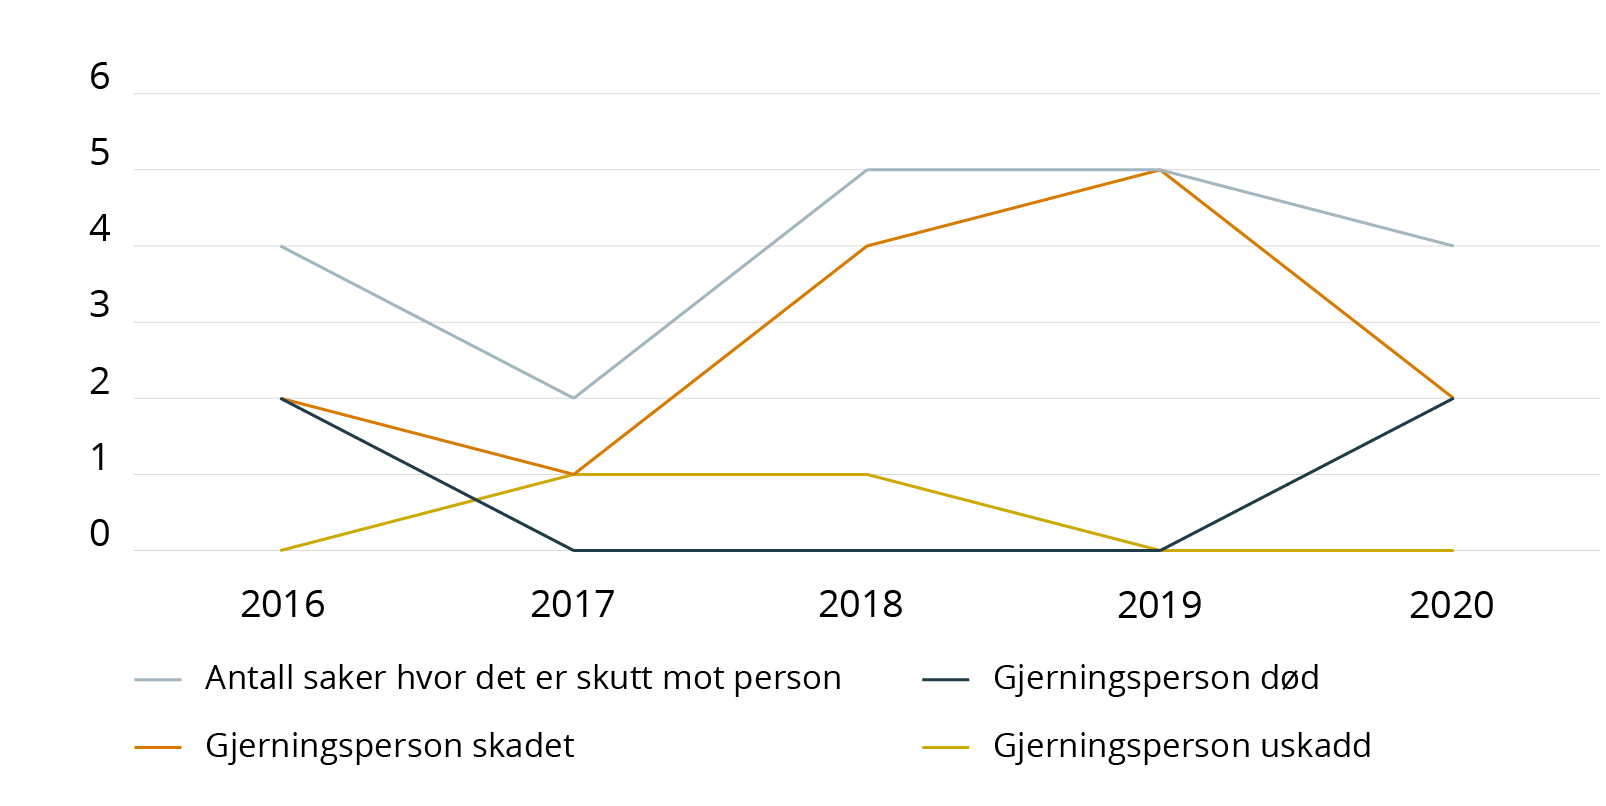 6
5
4
3
2
1
0
2016 2017 2018 2019 2020
Antall saker hvor det er skutt mot person
Gjerningsperson død
Gjerningsperson skadet
Gjerningsperson uskadd